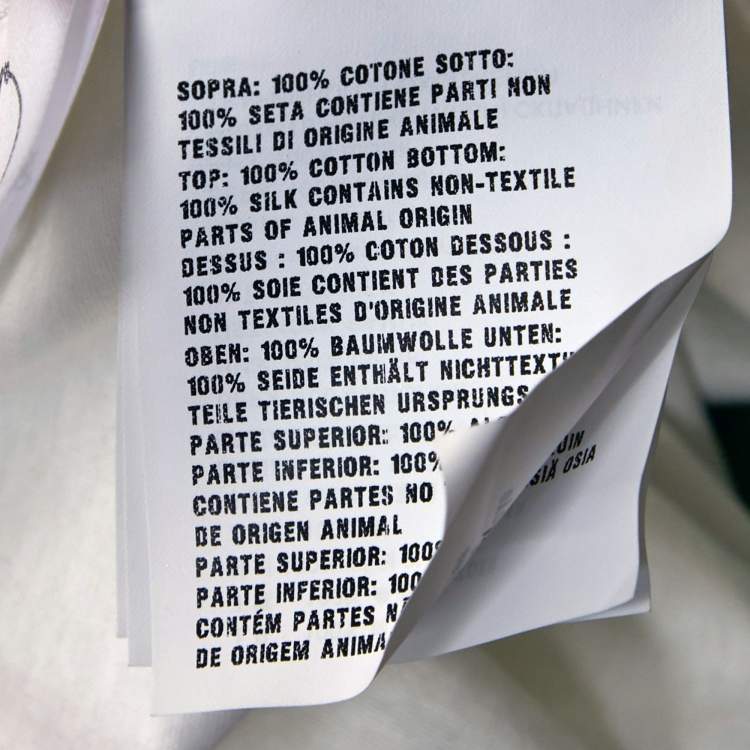 SOPRA: 100% COTONE SOTTO:
100% SETA CONTIENE PARTI NON
TESSILI DI ORIGINE ANIMALE
TOP: 100% COTTON BOTTOM:
100% SILK CONTAINS NON-TEXTILE
PARTS OF ANIMAL ORIGIN
DESSUS : 100% COTON DESSOUS :
100% SOIE CONTIENT DES PARTIES
NON TEXTILES D'ORIGINE ANIMALE
OBEN: 100% BAUMWOLLE UNTEN:
100% SEIDE ENTHÄLT
TEILE TIERISCHEN URSPRUNGS
PARTE SUPERIOR: 100%
PARTE INFERIOR: 100%
CONTIENE PARTES NO
DE ORIGEN ANIMAL
PARTE SUPERIOR: 100%
PARTE INFERIOR: 100
CONTÉM PARTES
DE ORIGEM
OSIA